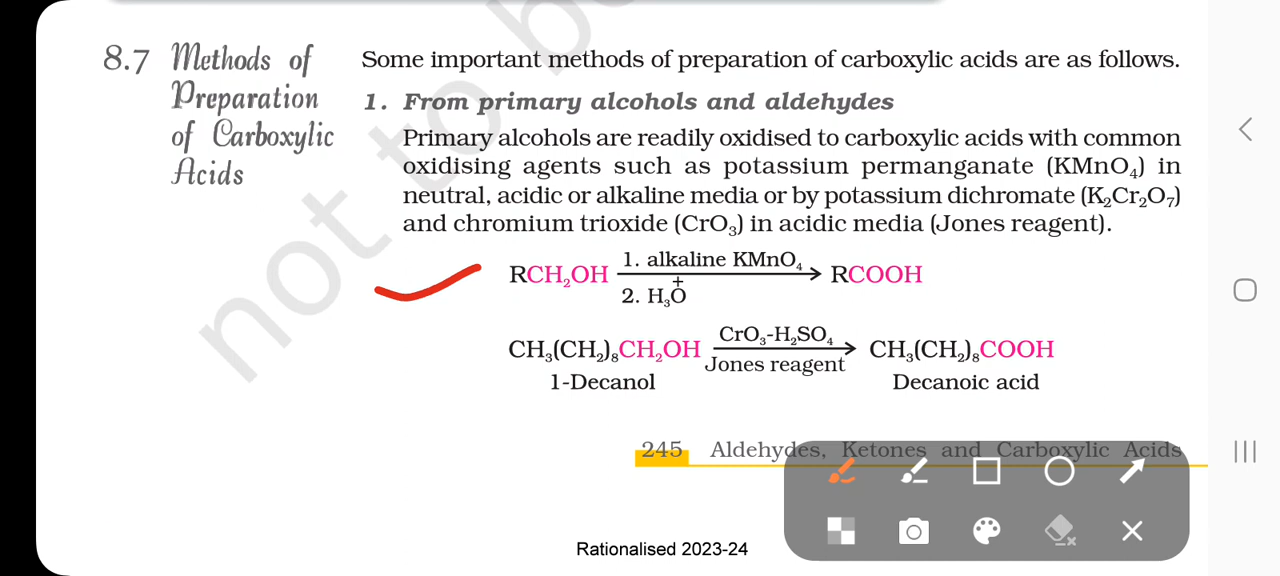 8.7 Methods of
Preparation
of Carboxylic
Acids
Some important methods of preparation of carboxylic acids are as follows.
1. From primary alcohols and aldehydes
Primary alcohols are readily oxidised to carboxylic acids with common
oxidising agents such as potassium permanganate (KMnO₄) in
neutral, acidic or alkaline media or by potassium dichromate (K₂Cr₂O₇)
and chromium trioxide (CrO₃) in acidic media (Jones reagent).
1. alkaline KMnO₄
RCH₂OH → RCOOH
2. H₃O⁺
CrO₃-H₂SO₄
CH₃(CH₂)₈CH₂OH → CH₃(CH₂)₈COOH
Jones reagent
1-Decanol Decanoic acid
245 Aldehydes, Ketones and Carboxylic Acids
Rationalised 2023-24
not to b